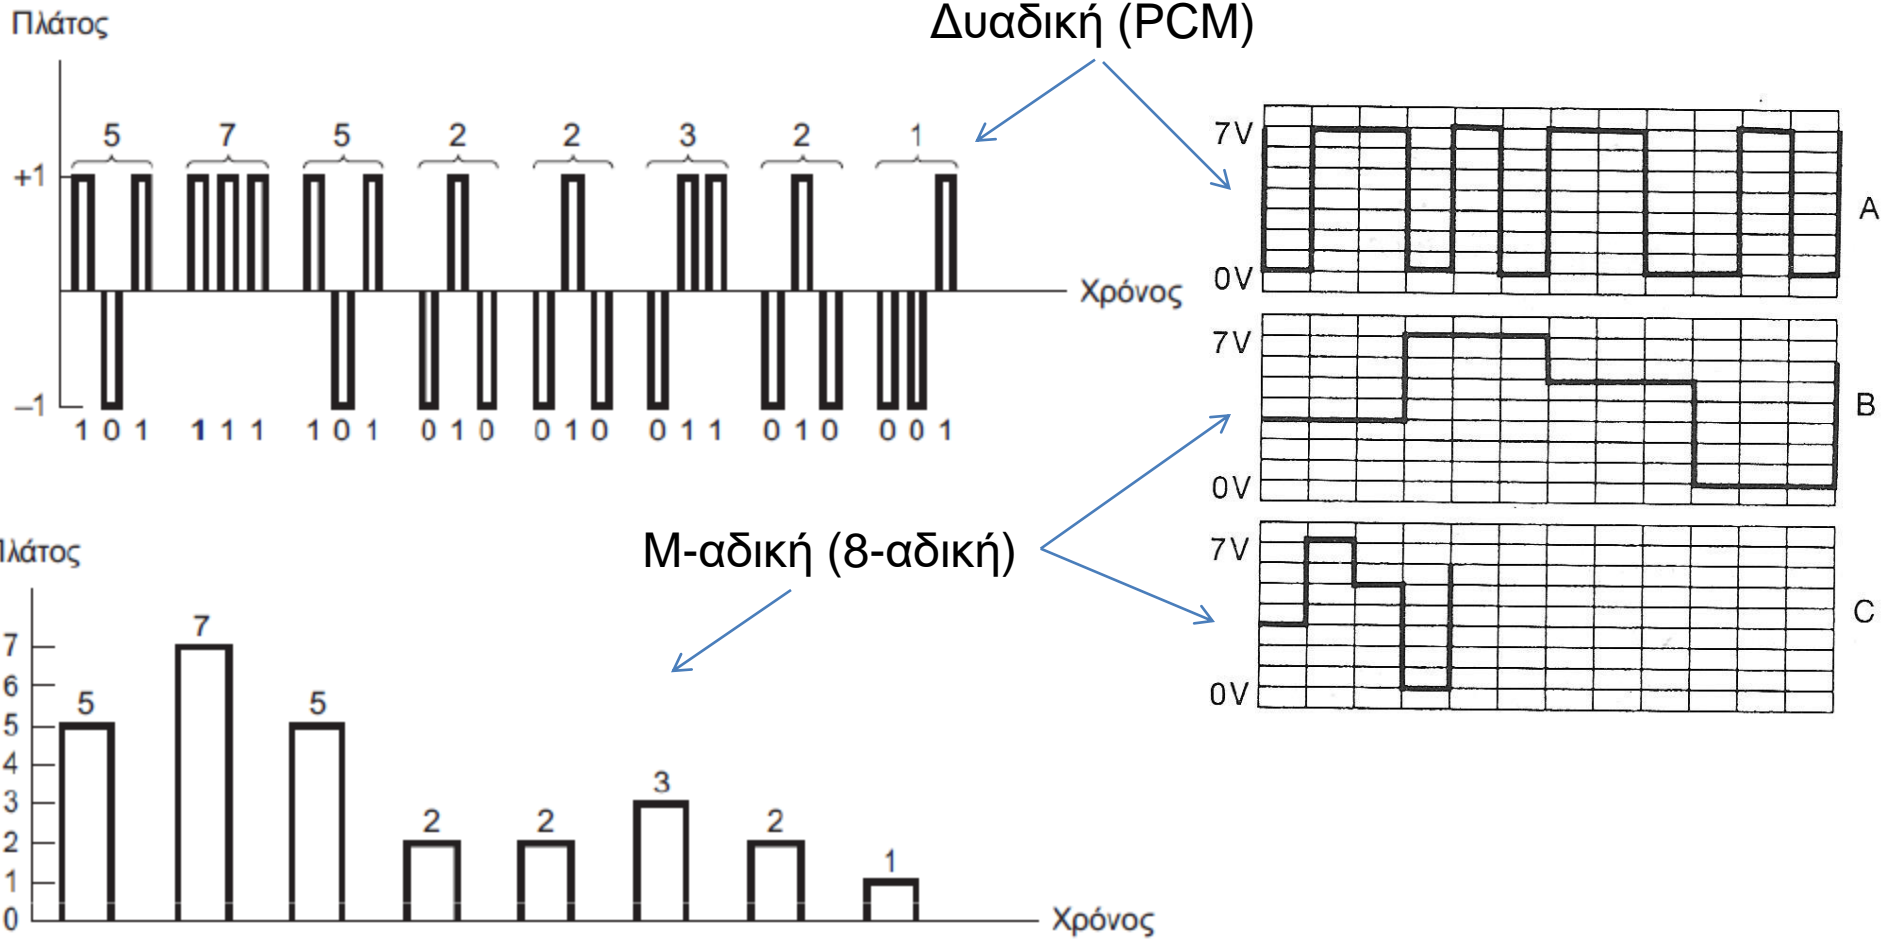 Δυαδική (PCM)
Πλάτος
5 7 5 2 2 3 2 1
+1
Χρόνος
–1
1 0 1 1 1 1 1 0 1 0 1 0 0 1 0 0 1 1 0 1 0 0 0 1
7V
A
0V
7V
B
0V
7V
C
0V
Μ-αδική (8-αδική)
Πλάτος
7
6
5
4
3
2
1
0
5 7 5 2 2 3 2 1
Χρόνος